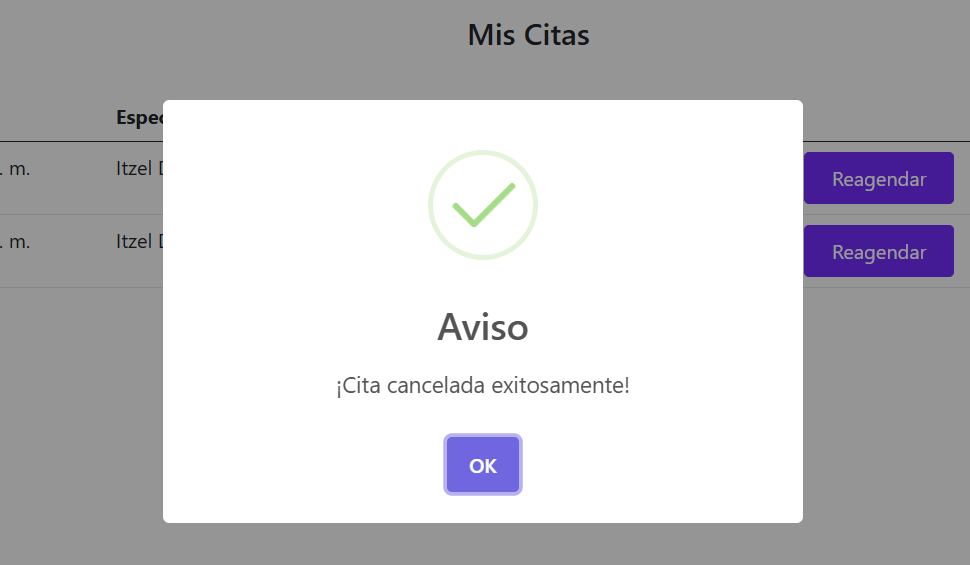 Mis Citas
Espec
. m.
Itzel
Reagendar
. m.
Itzel
Reagendar
Aviso
¡Cita cancelada exitosamente!
OK